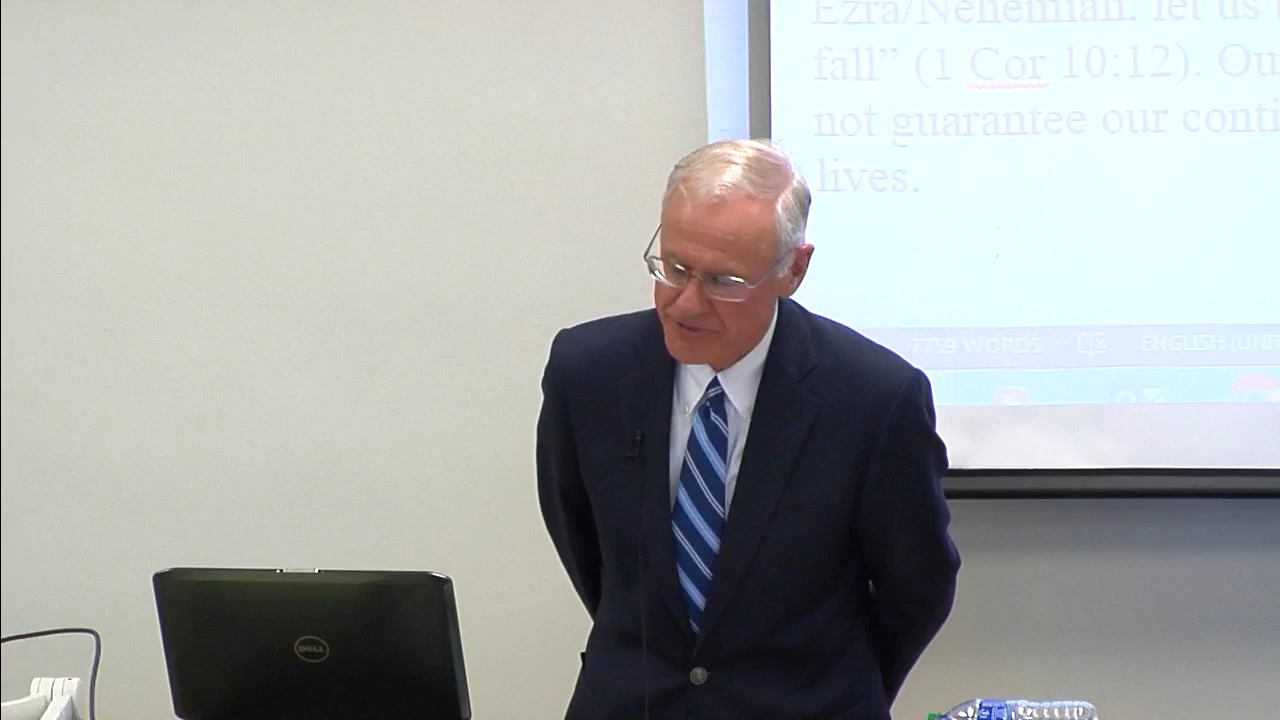 Ezra/Nehemiah, let us
fall” (1 Cor 10:12). Ou
not guarantee our conti
lives.
7759 WORDS ENGLISH (UNIT
DELL